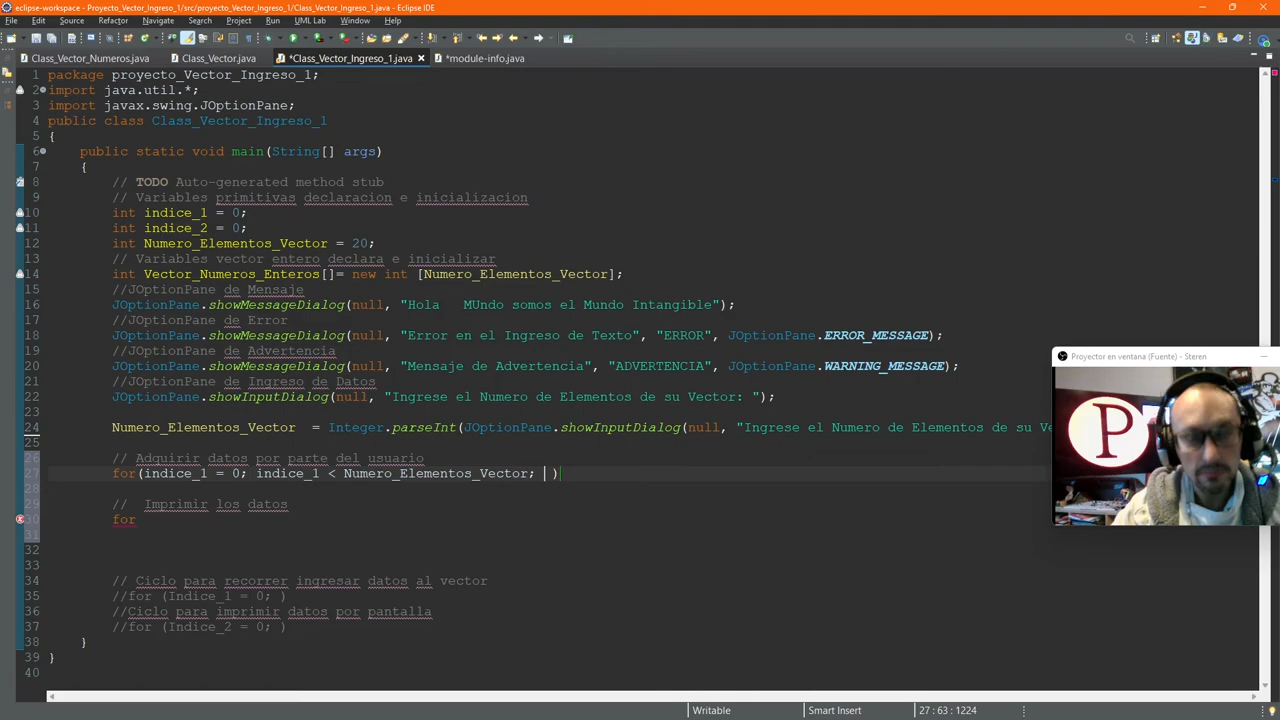 eclipse-workspace - Proyecto_Vector_Ingreso_1/src/proyecto_Vector_Ingreso_1/Class_Vector_Ingreso_1.java - Eclipse IDE
File Edit Source Refactor Navigate Search Project Run UML Lab Window Help
Class_Vector_Numeros.java Class_Vector.java *Class_Vector_Ingreso_1.java *module-info.java
1 package proyecto_Vector_Ingreso_1;
2 import java.util.*;
3 import javax.swing.JOptionPane;
4 public class Class_Vector_Ingreso_1
5 {
6 public static void main(String[] args)
7 {
8 // TODO Auto-generated method stub
9 // Variables primitivas declaracion e inicializacion
10 int indice_1 = 0;
11 int indice_2 = 0;
12 int Numero_Elementos_Vector = 20;
13 // Variables vector entero declara e inicializar
14 int Vector_Numeros_Enteros[]= new int [Numero_Elementos_Vector];
15 //JOptionPane de Mensaje
16 JOptionPane.showMessageDialog(null, "Hola   MUndo somos el Mundo Intangible");
17 //JOptionPane de Error
18 JOptionPane.showMessageDialog(null, "Error en el Ingreso de Texto", "ERROR", JOptionPane.ERROR_MESSAGE);
19 //JOptionPane de Advertencia
20 JOptionPane.showMessageDialog(null, "Mensaje de Advertencia", "ADVERTENCIA", JOptionPane.WARNING_MESSAGE);
21 //JOptionPane de Ingreso de Datos
22 JOptionPane.showInputDialog(null, "Ingrese el Numero de Elementos de su Vector: ");
23
24 Numero_Elementos_Vector  = Integer.parseInt(JOptionPane.showInputDialog(null, "Ingrese el Numero de Elementos de su Ve
25
26 // Adquirir datos por parte del usuario
27 for(indice_1 = 0; indice_1 < Numero_Elementos_Vector;  )
28
29 //  Imprimir los datos
30 for
31
32
33
34 // Ciclo para recorrer ingresar datos al vector
35 //for (Indice_1 = 0; )
36 //Ciclo para imprimir datos por pantalla
37 //for (Indice_2 = 0; )
38 }
39 }
40
Proyector en ventana (Fuente) - Steren
P
Writable Smart Insert 27 : 63 : 1224